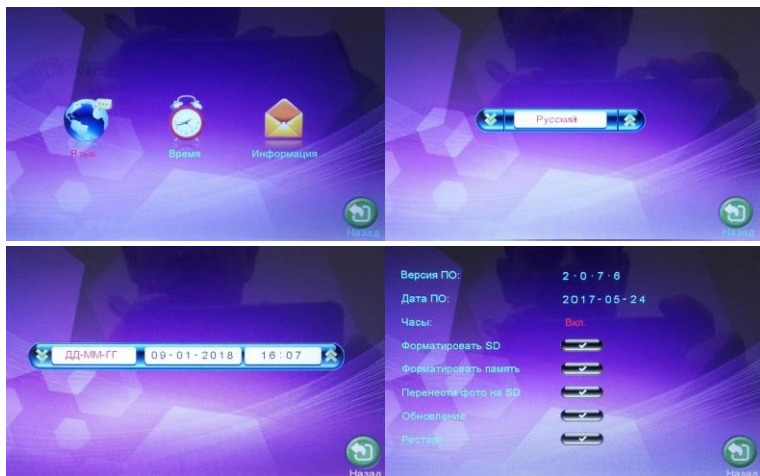 Язык
Время
Информация
Назад
Русский
Назад
ДД-ММ-ГГ 09-01-2018 16:07
Назад
Версия ПО: 2-0-7-6
Дата ПО: 2017-05-24
Часы: Вкл.
Форматировать SD
Форматировать память
Перенести фото на SD
Обновление
Рестарт
Назад